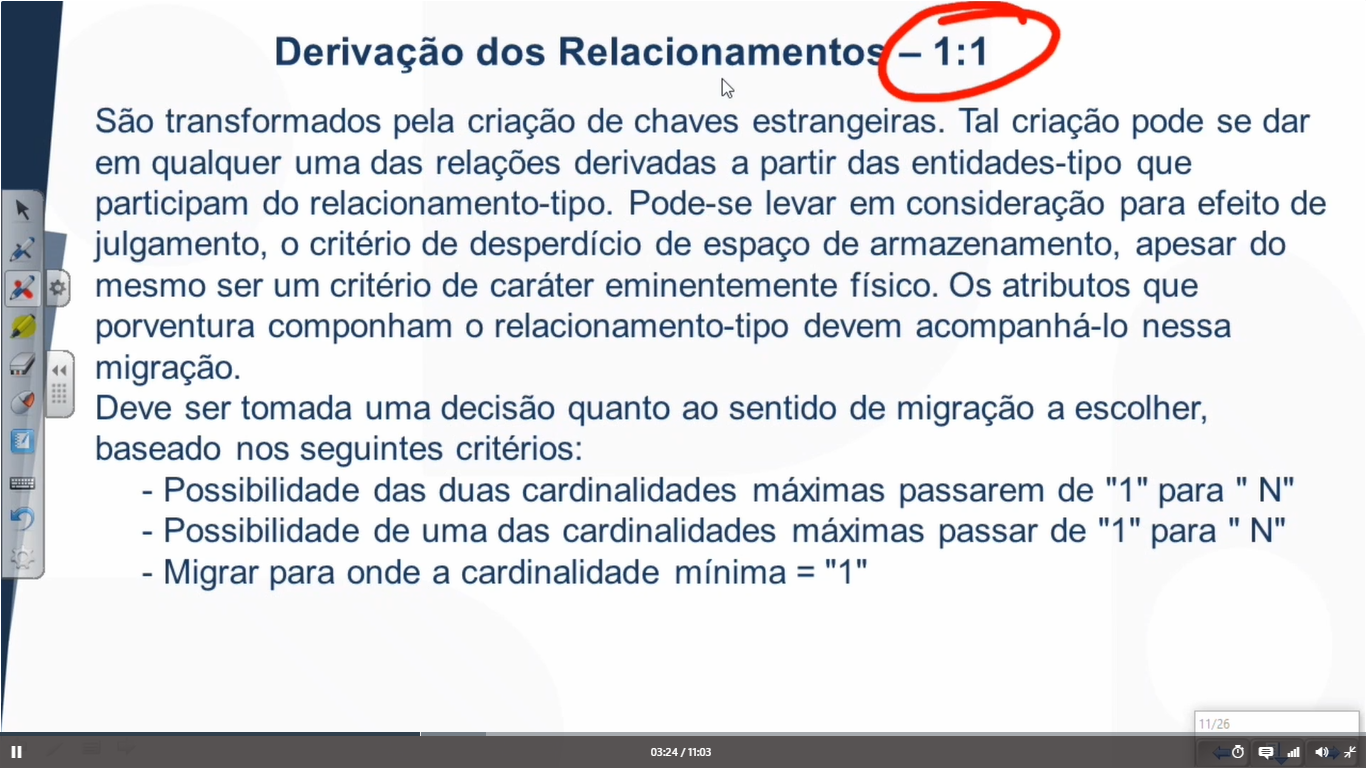 Derivação dos Relacionamentos – 1:1
São transformados pela criação de chaves estrangeiras. Tal criação pode se dar
em qualquer uma das relações derivadas a partir das entidades-tipo que
participam do relacionamento-tipo. Pode-se levar em consideração para efeito de
julgamento, o critério de desperdício de espaço de armazenamento, apesar do
mesmo ser um critério de caráter eminentemente físico. Os atributos que
porventura componham o relacionamento-tipo devem acompanhá-lo nessa
migração.
Deve ser tomada uma decisão quanto ao sentido de migração a escolher,
baseado nos seguintes critérios:
- Possibilidade das duas cardinalidades máximas passarem de "1" para " N"
- Possibilidade de uma das cardinalidades máximas passar de "1" para " N"
- Migrar para onde a cardinalidade mínima = "1"
11/26
03:24 / 11:03